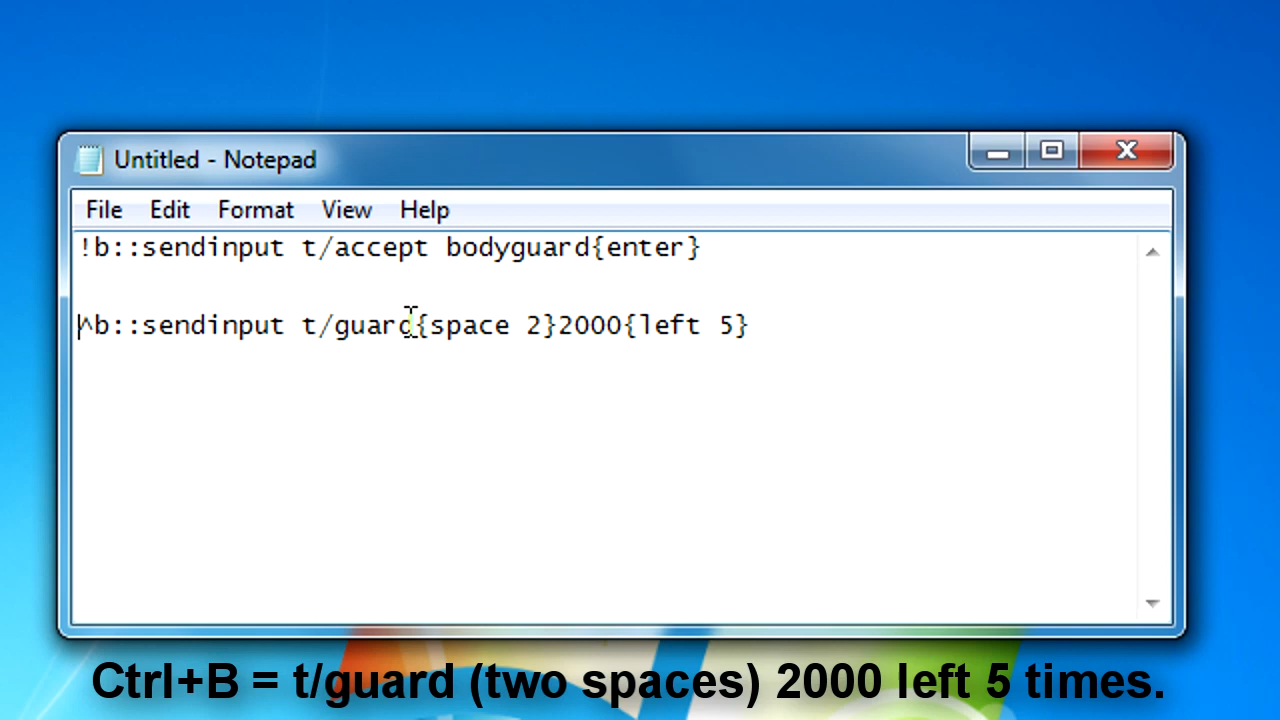 Untitled - Notepad
File Edit Format View Help
!b::sendinput t/accept bodyguard{enter}
^b::sendinput t/guard{space 2}2000{left 5}
Ctrl+B = t/guard (two spaces) 2000 left 5 times.